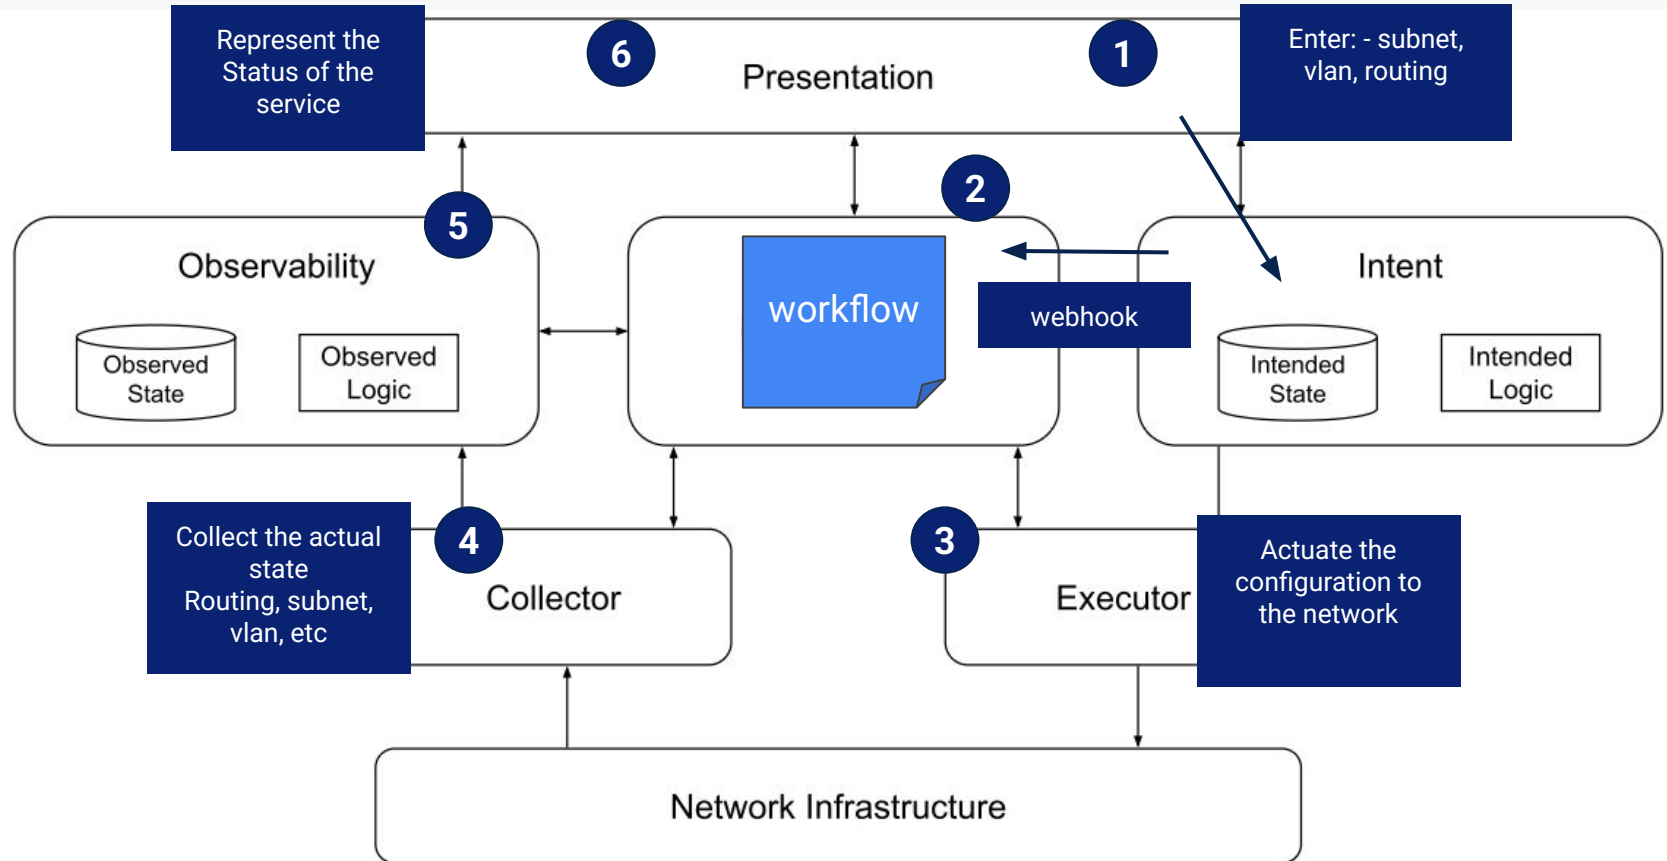 Represent the
Status of the
service
6
Presentation
1
Enter: - subnet,
vlan, routing
5
Observability
Observed
State
Observed
Logic
2
workflow
webhook
Intent
Intended
State
Intended
Logic
Collect the actual
state
Routing, subnet,
vlan, etc
4
Collector
3
Executor
Actuate the
configuration to
the network
Network Infrastructure